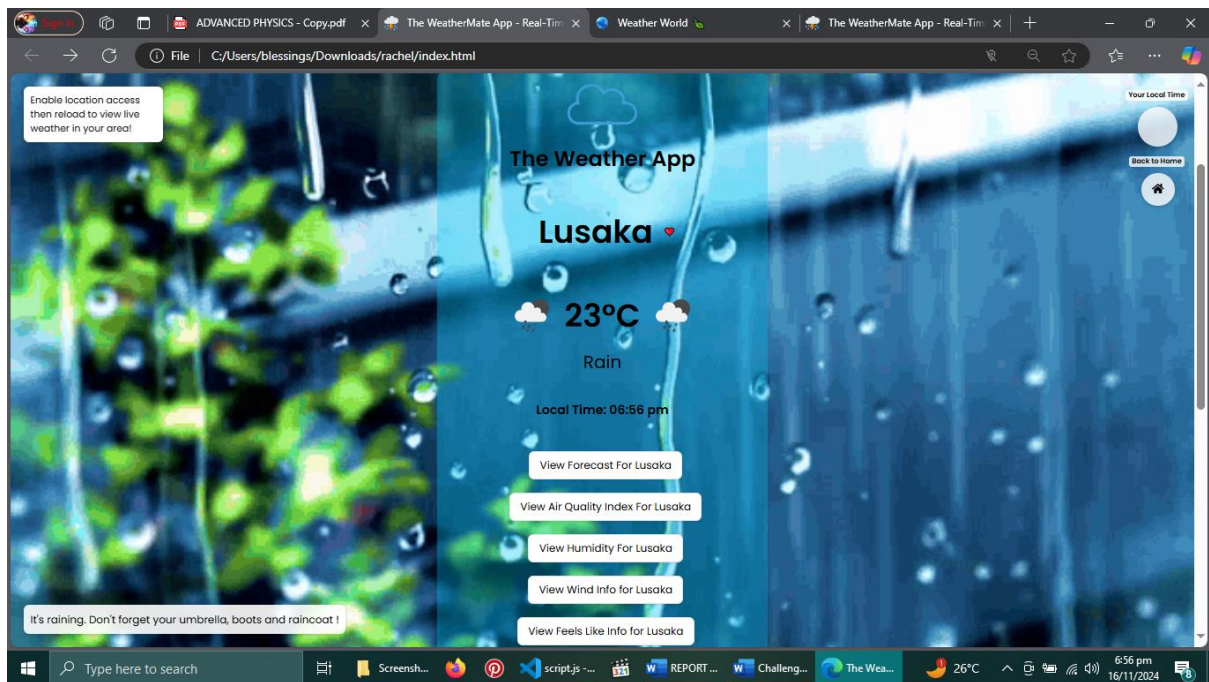 Sign in
ADVANCED PHYSICS - Copy.pdf
The WeatherMate App - Real-Tim
Weather World
The WeatherMate App - Real-Tim
File
C:/Users/blessings/Downloads/rachel/index.html
Enable location access
then reload to view live
weather in your area!
Your Local Time
Back to Home
The Weather App
Lusaka
23°C
Rain
Local Time: 06:56 pm
View Forecast For Lusaka
View Air Quality Index For Lusaka
View Humidity For Lusaka
View Wind Info for Lusaka
View Feels Like Info for Lusaka
It's raining. Don't forget your umbrella, boots and raincoat !
Type here to search
Screensh...
script.js -...
REPORT ...
Challeng...
The Wea...
1
26°C
6:56 pm
16/11/2024
8